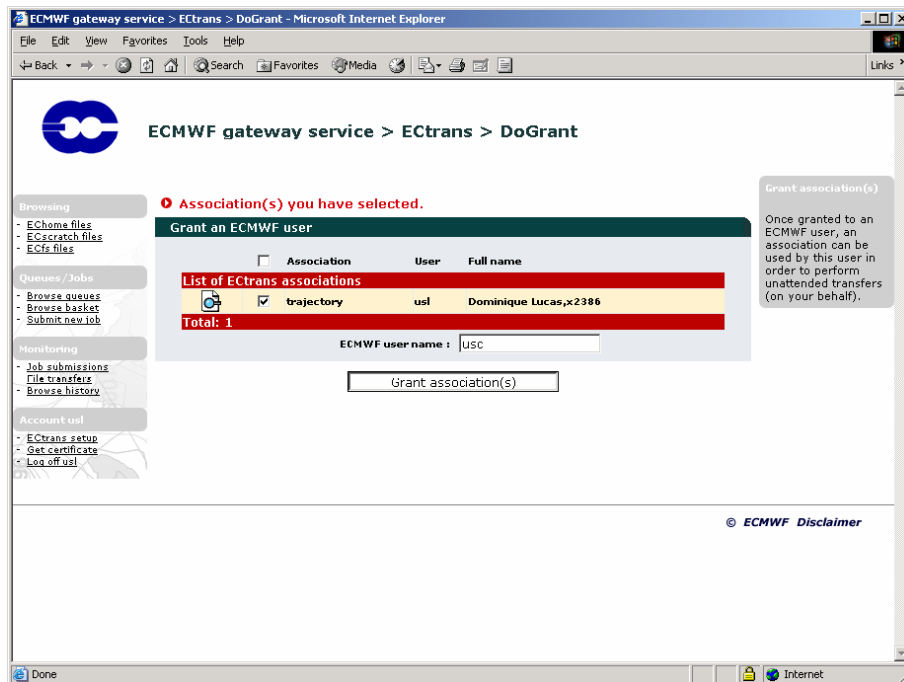 ECMWF gateway service > ECtrans > DoGrant - Microsoft Internet Explorer
File Edit View Favorites Tools Help
Back Search Favorites Media Links
ECMWF gateway service > ECtrans > DoGrant
Grant association(s)
Once granted to an
ECMWF user, an
association can be
used by this user in
order to perform
unattended transfers
(on your behalf).
Browsing
- EChome files
- ECscratch files
- ECfs files
Queues/Jobs
- Browse queues
- Browse basket
- Submit new job
Monitoring
- Job submissions
File transfers
- Browse history
Account usl
- ECtrans setup
- Get certificate
- Log off usl
Association(s) you have selected.
Grant an ECMWF user
Association User Full name
List of ECtrans associations
trajectory usl Dominique Lucas,x2386
Total: 1
ECMWF user name : usc
Grant association(s)
© ECMWF Disclaimer
Done Internet